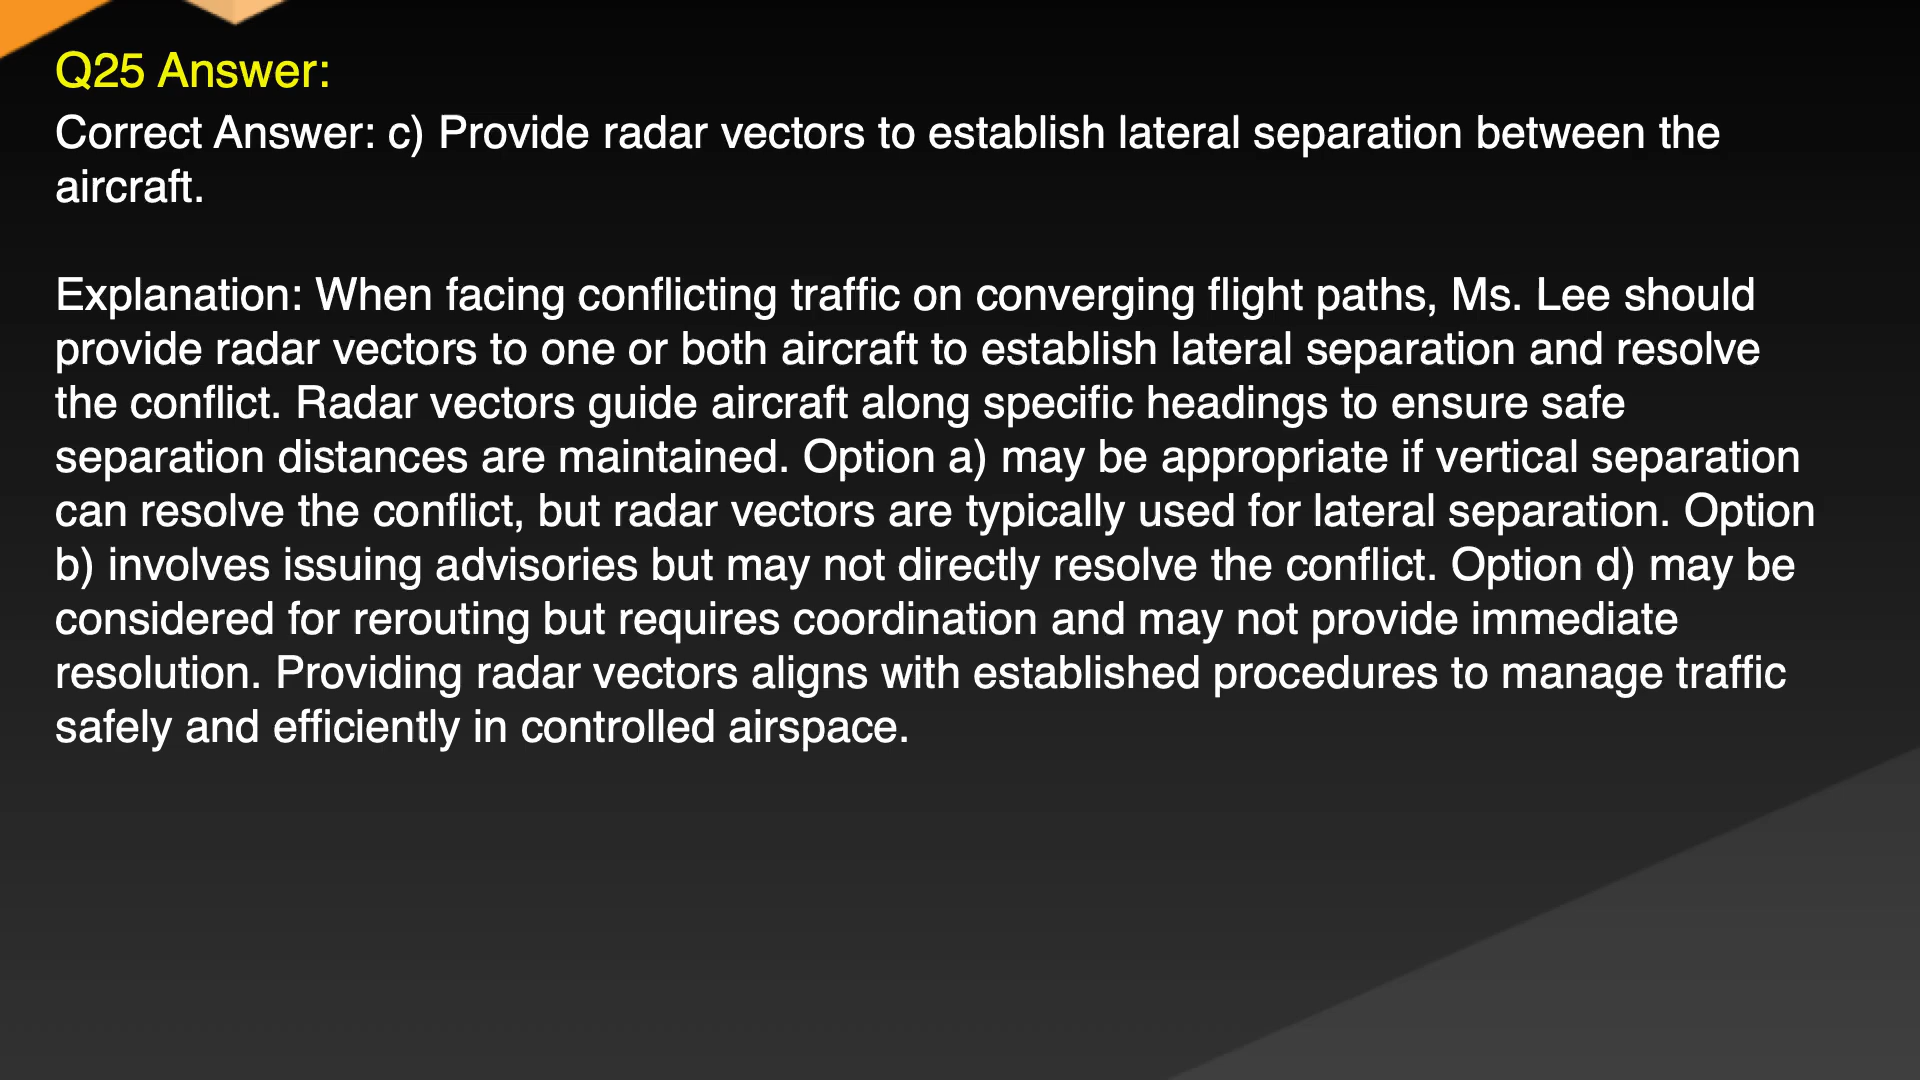 Q25 Answer:
Correct Answer: c) Provide radar vectors to establish lateral separation between the
aircraft.
Explanation: When facing conflicting traffic on converging flight paths, Ms. Lee should
provide radar vectors to one or both aircraft to establish lateral separation and resolve
the conflict. Radar vectors guide aircraft along specific headings to ensure safe
separation distances are maintained. Option a) may be appropriate if vertical separation
can resolve the conflict, but radar vectors are typically used for lateral separation. Option
b) involves issuing advisories but may not directly resolve the conflict. Option d) may be
considered for rerouting but requires coordination and may not provide immediate
resolution. Providing radar vectors aligns with established procedures to manage traffic
safely and efficiently in controlled airspace.